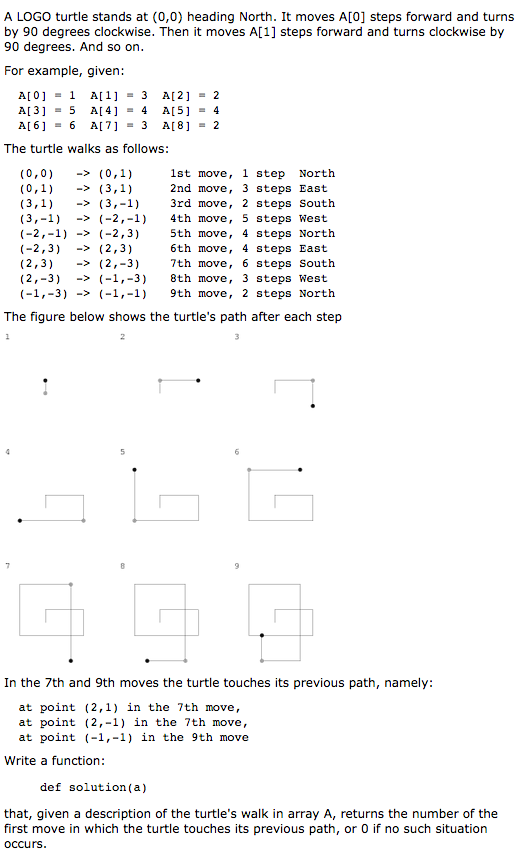 A LOGO turtle stands at (0,0) heading North. It moves A[0] steps forward and turns
by 90 degrees clockwise. Then it moves A[1] steps forward and turns clockwise by
90 degrees. And so on.
For example, given:
A[0] = 1 A[1] = 3 A[2] = 2
A[3] = 5 A[4] = 4 A[5] = 4
A[6] = 6 A[7] = 3 A[8] = 2
The turtle walks as follows:
(0,0) -> (0,1) 1st move, 1 step North
(0,1) -> (3,1) 2nd move, 3 steps East
(3,1) -> (3,-1) 3rd move, 2 steps South
(3,-1) -> (-2,-1) 4th move, 5 steps West
(-2,-1) -> (-2,3) 5th move, 4 steps North
(-2,3) -> (2,3) 6th move, 4 steps East
(2,3) -> (2,-3) 7th move, 6 steps South
(2,-3) -> (-1,-3) 8th move, 3 steps West
(-1,-3) -> (-1,-1) 9th move, 2 steps North
The figure below shows the turtle's path after each step
1 2 3
4 5 6
7 8 9
In the 7th and 9th moves the turtle touches its previous path, namely:
at point (2,1) in the 7th move,
at point (2,-1) in the 7th move,
at point (-1,-1) in the 9th move
Write a function:
def solution(a)
that, given a description of the turtle's walk in array A, returns the number of the
first move in which the turtle touches its previous path, or 0 if no such situation
occurs.